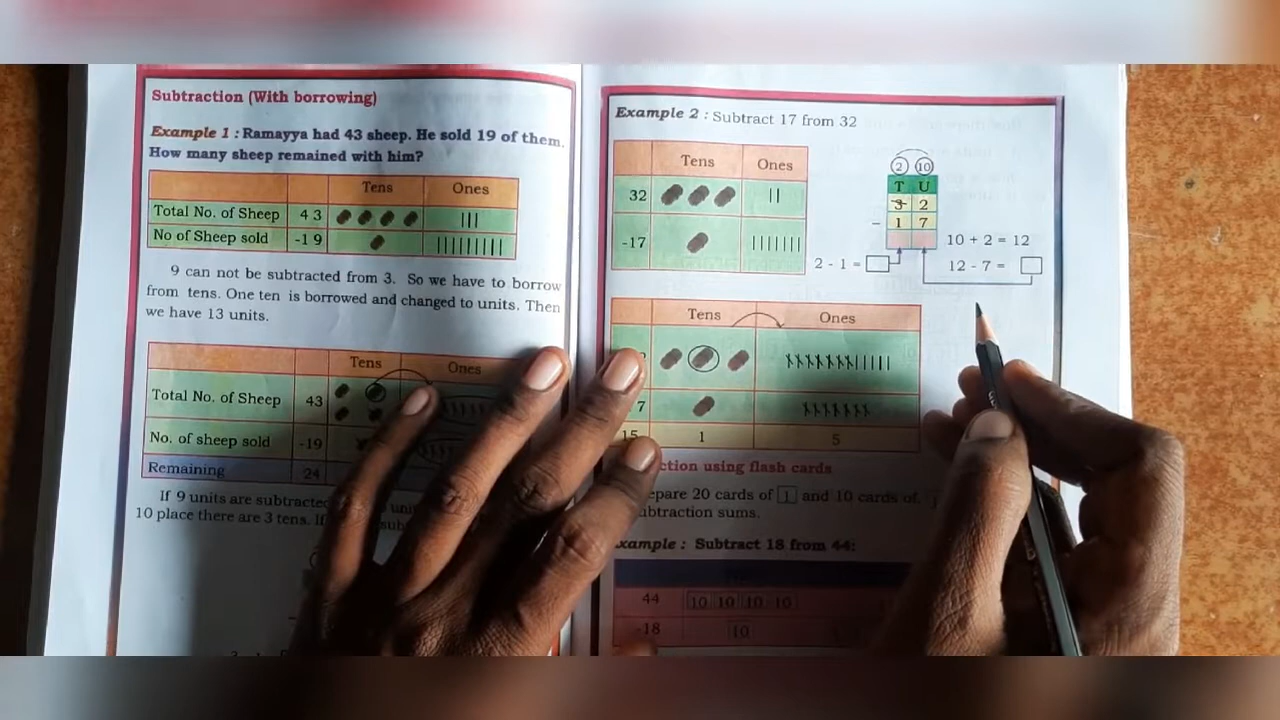 Subtraction (With borrowing)
Example 1 : Ramayya had 43 sheep. He sold 19 of them.
How many sheep remained with him?
Tens Ones
Total No. of Sheep 4 3
No of Sheep sold -1 9
9 can not be subtracted from 3. So we have to borrow
from tens. One ten is borrowed and changed to units. Then
we have 13 units.
Tens Ones
Total No. of Sheep 43
No. of sheep sold -19
Remaining 24
If 9 units are subtracted
10 place there are 3 tens. If
Example 2 : Subtract 17 from 32
Tens Ones
32
-17
2 10
T U
3 2
- 1 7
10 + 2 = 12
2 - 1 =
12 - 7 =
Tens Ones
7
15 1 5
ction using flash cards
epare 20 cards of 1 and 10 cards of
btraction sums.
xample : Subtract 18 from 44:
44 10 10 10 10
-18 10